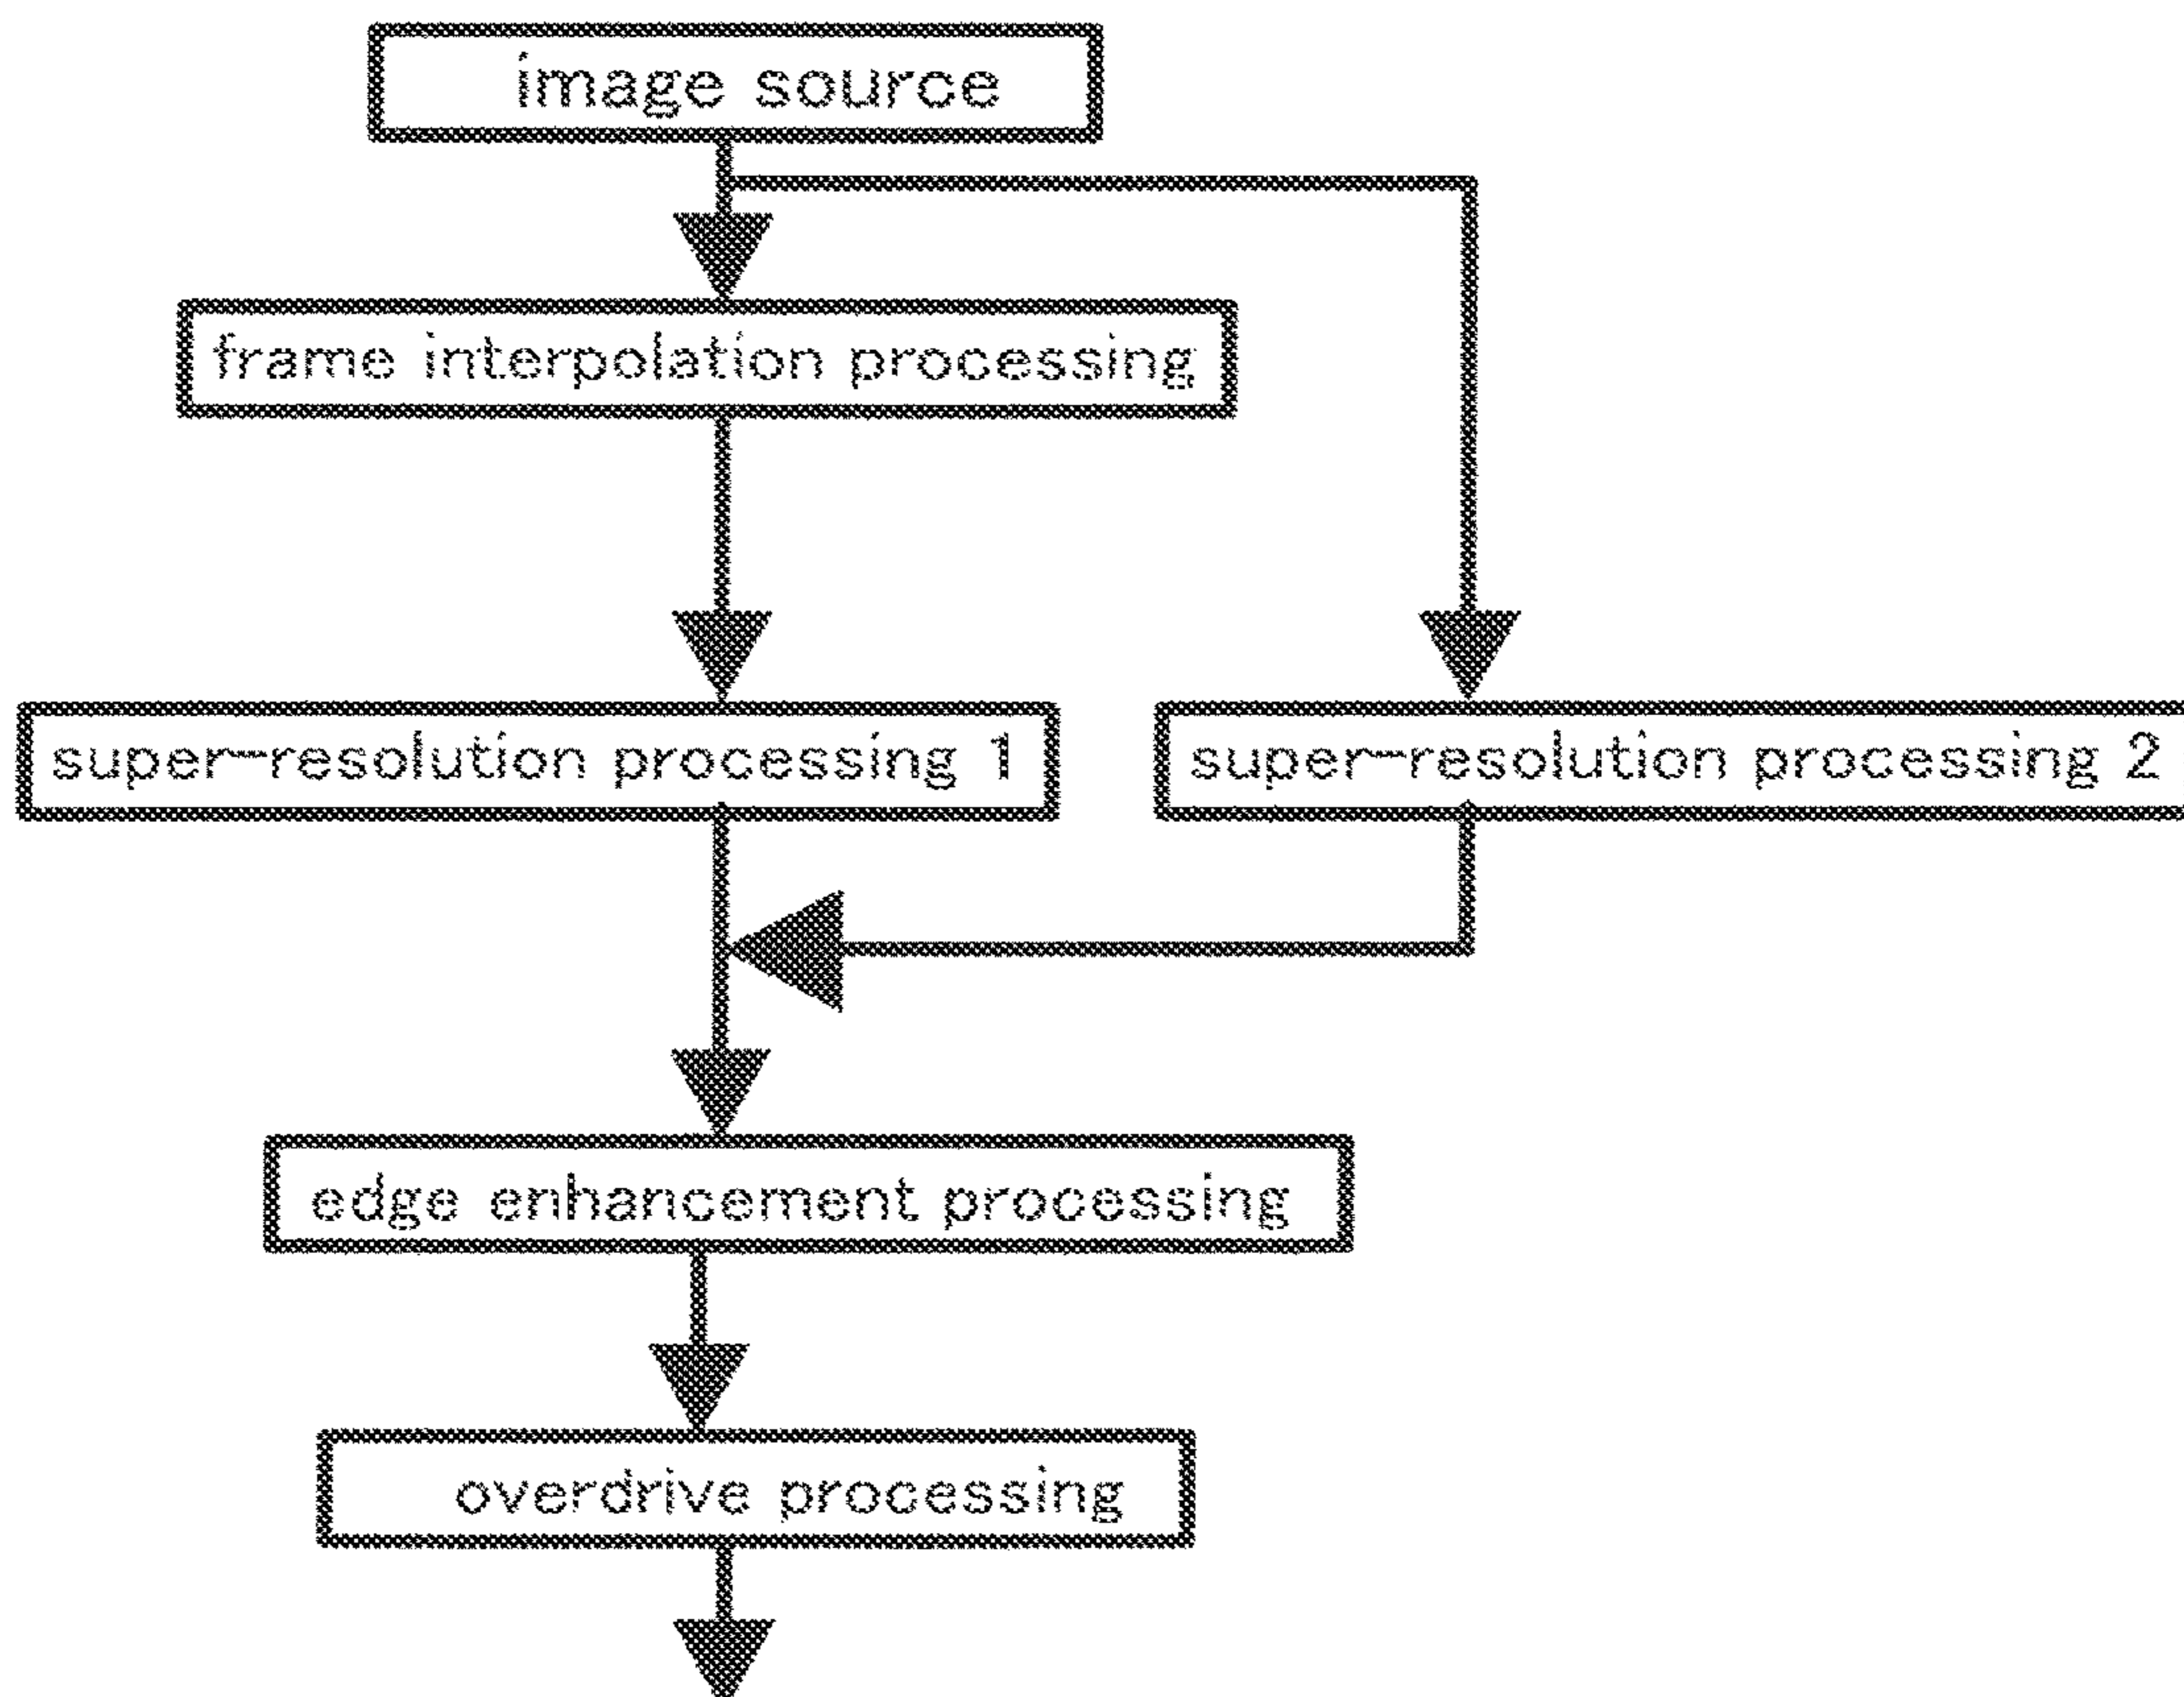 image source
frame interpolation processing
super-resolution processing 1
super-resolution processing 2
edge enhancement processing
overdrive processing